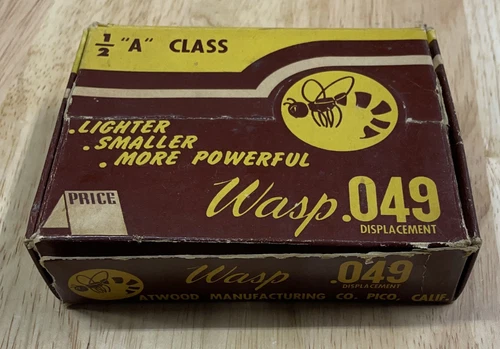 1/2 "A" CLASS
. LIGHTER
. SMALLER
. MORE POWERFUL
PRICE
Wasp .049
DISPLACEMENT
Wasp .049
DISPLACEMENT
ATWOOD MANUFACTURING CO. PICO, CALIF.